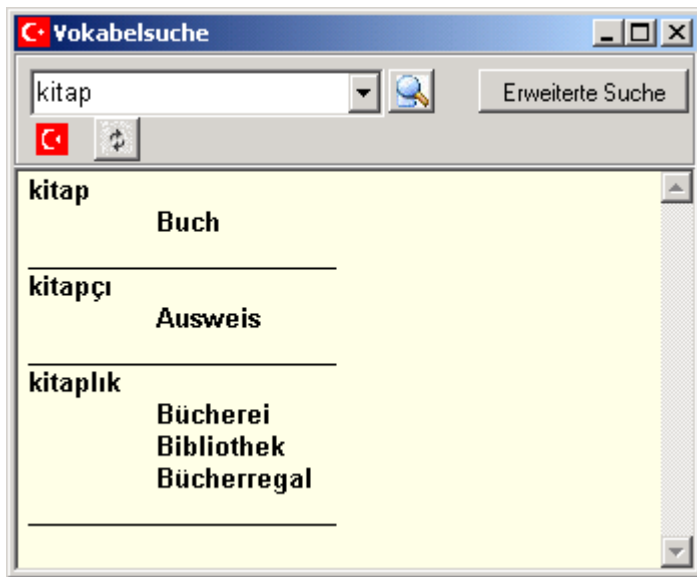 Vokabelsuche
kitap
Erweiterte Suche
kitap
Buch
kitapçı
Ausweis
kitaplık
Bücherei
Bibliothek
Bücherregal